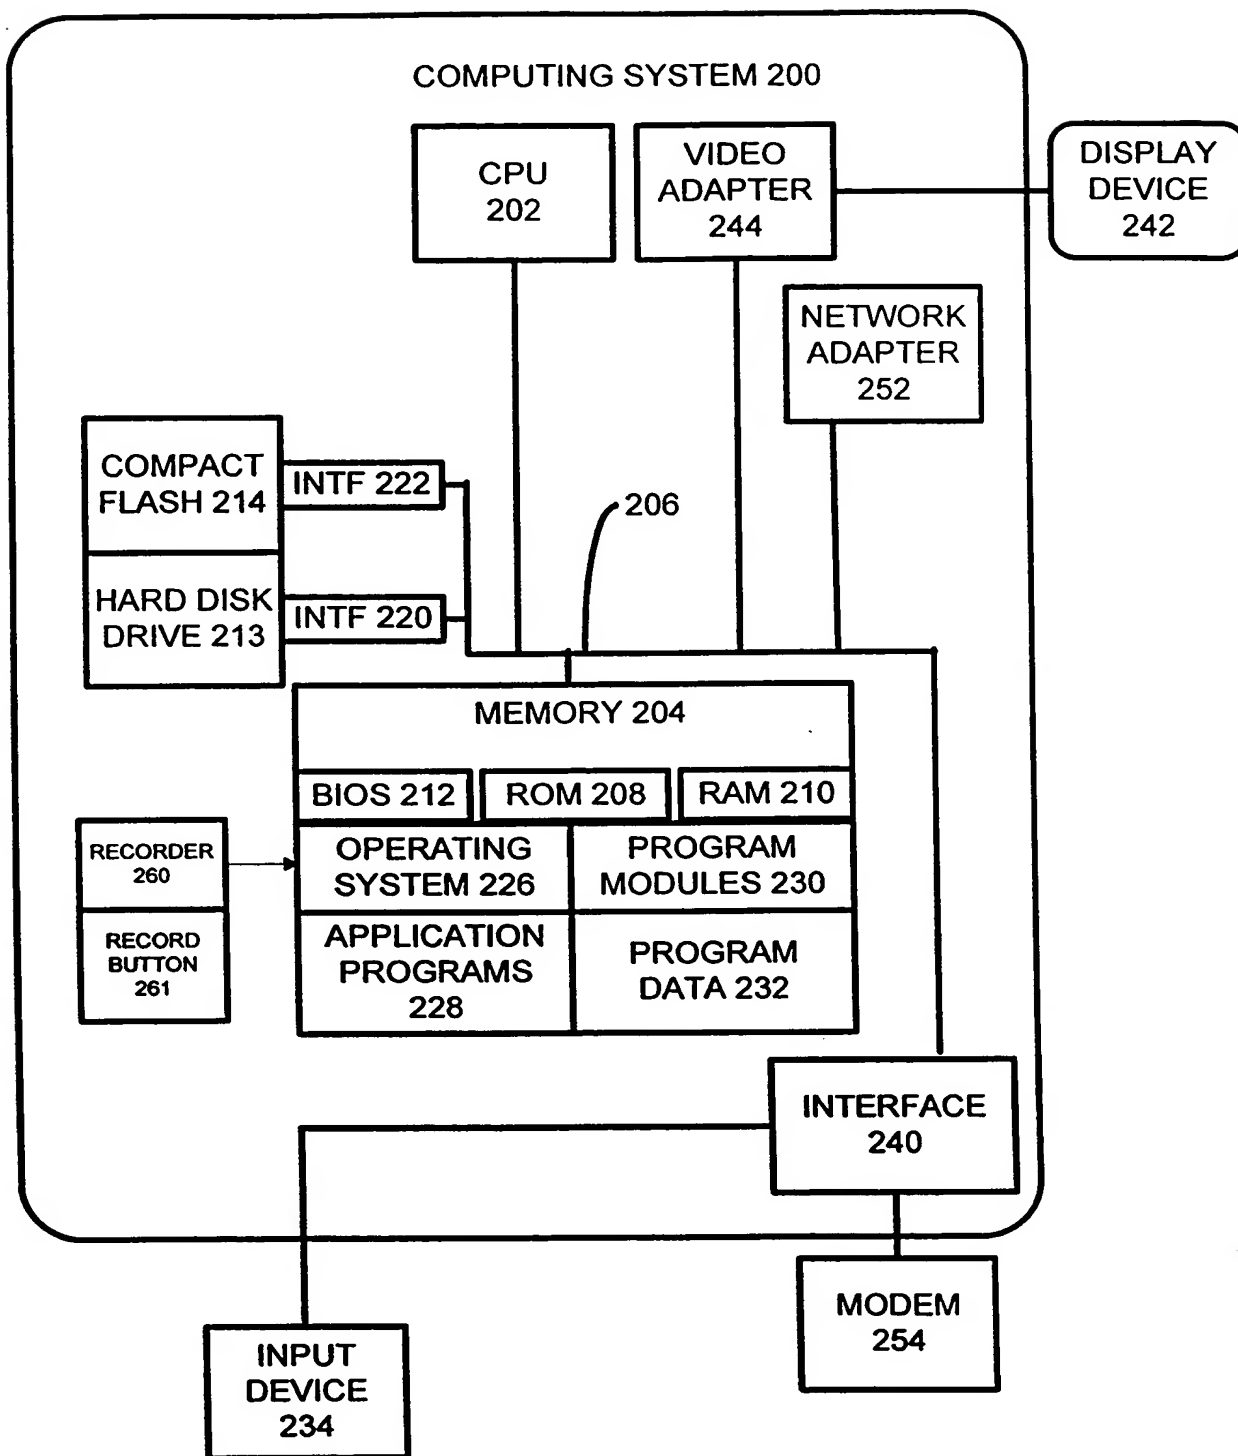 COMPUTING SYSTEM 200
CPU
202
VIDEO
ADAPTER
244
DISPLAY
DEVICE
242
NETWORK
ADAPTER
252
COMPACT
FLASH 214
INTF 222
206
HARD DISK
DRIVE 213
INTF 220
MEMORY 204
BIOS 212
ROM 208
RAM 210
RECORDER
260
OPERATING
SYSTEM 226
PROGRAM
MODULES 230
RECORD
BUTTON
261
APPLICATION
PROGRAMS
228
PROGRAM
DATA 232
INTERFACE
240
MODEM
254
INPUT
DEVICE
234